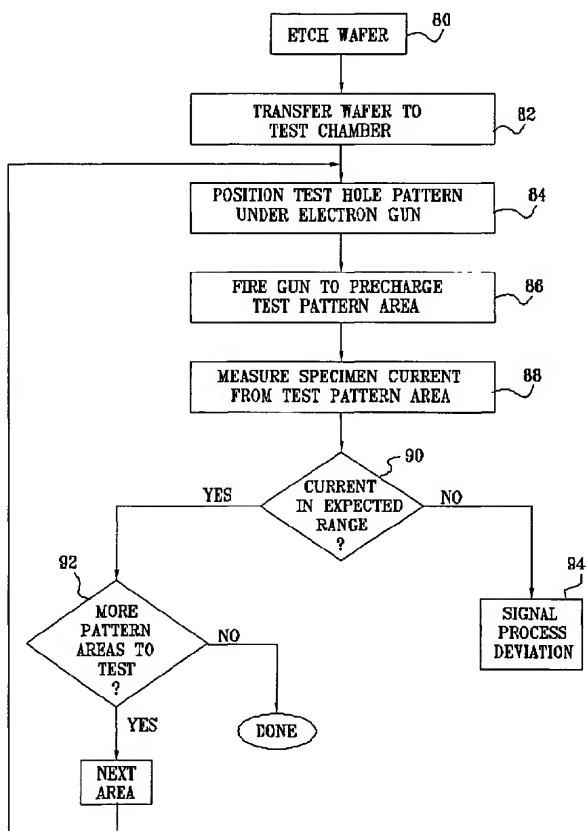 ETCH WAFER
80
TRANSFER WAFER TO
TEST CHAMBER
82
POSITION TEST HOLE PATTERN
UNDER ELECTRON GUN
84
FIRE GUN TO PRECHARGE
TEST PATTERN AREA
86
MEASURE SPECIMEN CURRENT
FROM TEST PATTERN AREA
88
90
CURRENT
IN EXPECTED
RANGE
?
YES
NO
92
MORE
PATTERN
AREAS TO
TEST
?
NO
YES
94
SIGNAL
PROCESS
DEVIATION
DONE
NEXT
AREA